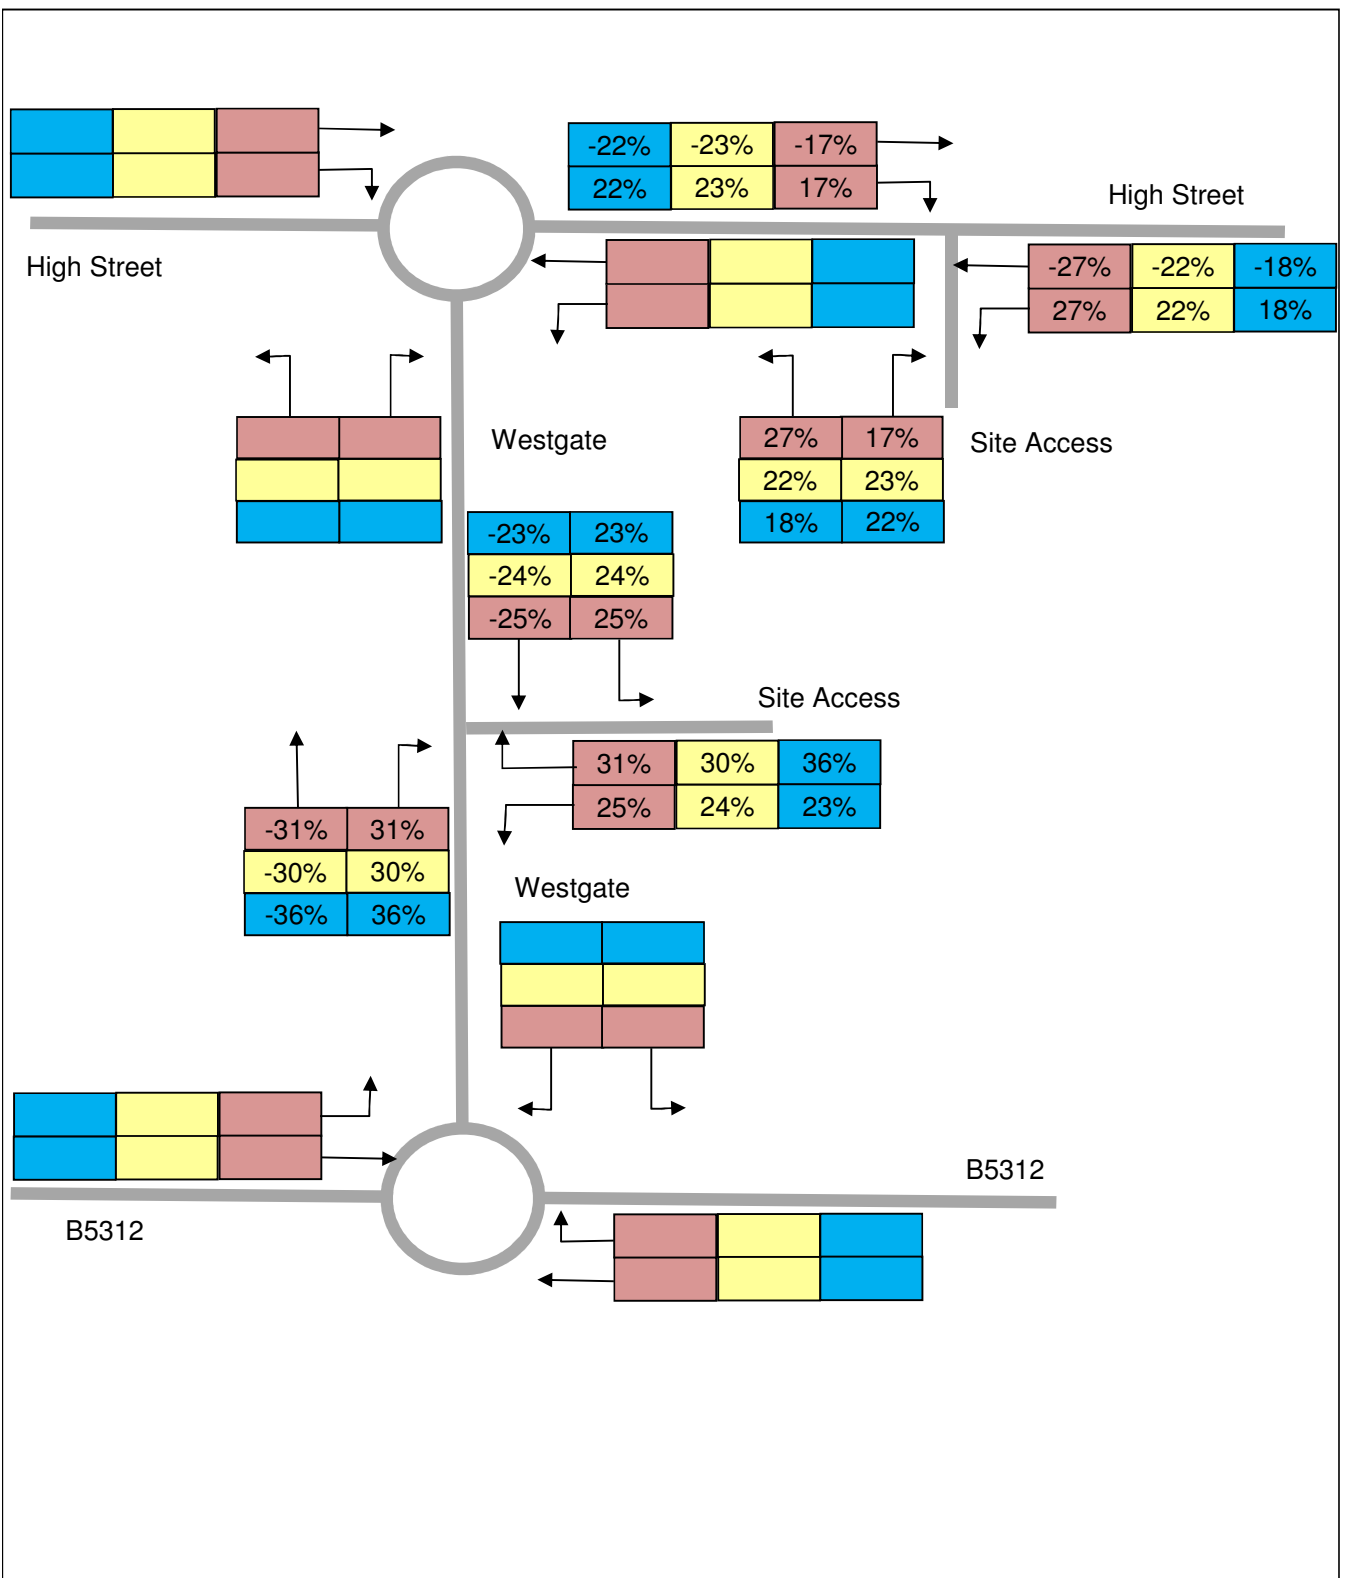 -22% -23% -17%
22% 23% 17%
High Street
High Street
-27% -22% -18%
27% 22% 18%
Westgate
27% 17%
22% 23%
18% 22%
Site Access
-23% 23%
-24% 24%
-25% 25%
Site Access
31% 30% 36%
25% 24% 23%
-31% 31%
-30% 30%
-36% 36%
Westgate
B5312
B5312